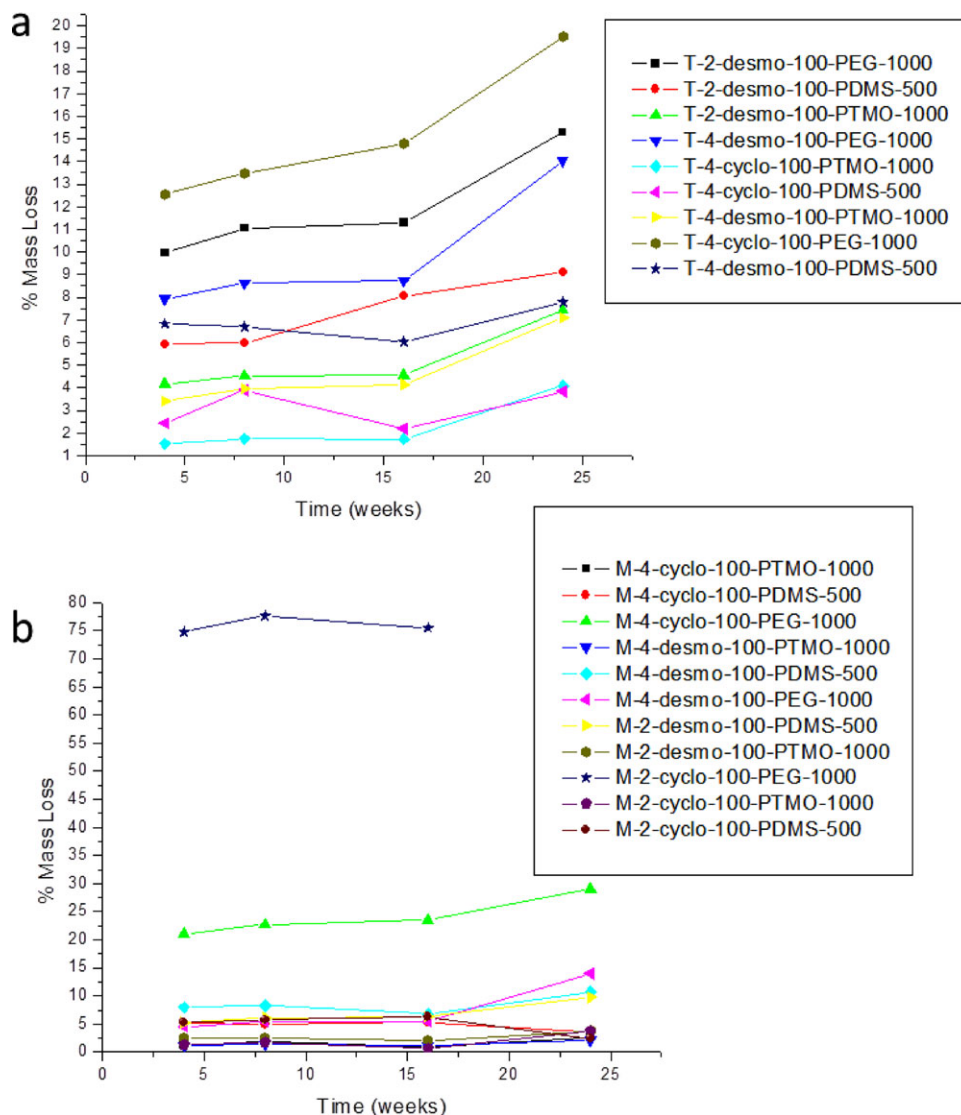 a
% Mass Loss
20
19
18
17
16
15
14
13
12
11
10
9
8
7
6
5
4
3
2
1
0
5
10
15
20
25
Time (weeks)
T-2-desmo-100-PEG-1000
T-2-desmo-100-PDMS-500
T-2-desmo-100-PTMO-1000
T-4-desmo-100-PEG-1000
T-4-cyclo-100-PTMO-1000
T-4-cyclo-100-PDMS-500
T-4-desmo-100-PTMO-1000
T-4-cyclo-100-PEG-1000
T-4-desmo-100-PDMS-500
b
% Mass Loss
80
75
70
65
60
55
50
45
40
35
30
25
20
15
10
5
0
0
5
10
15
20
25
Time (weeks)
M-4-cyclo-100-PTMO-1000
M-4-cyclo-100-PDMS-500
M-4-cyclo-100-PEG-1000
M-4-desmo-100-PTMO-1000
M-4-desmo-100-PDMS-500
M-4-desmo-100-PEG-1000
M-2-desmo-100-PDMS-500
M-2-desmo-100-PTMO-1000
M-2-cyclo-100-PEG-1000
M-2-cyclo-100-PTMO-1000
M-2-cyclo-100-PDMS-500